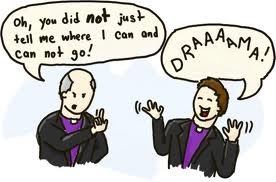 Oh, you did not just
tell me where I can and
can not go!
DRAAAAMA!